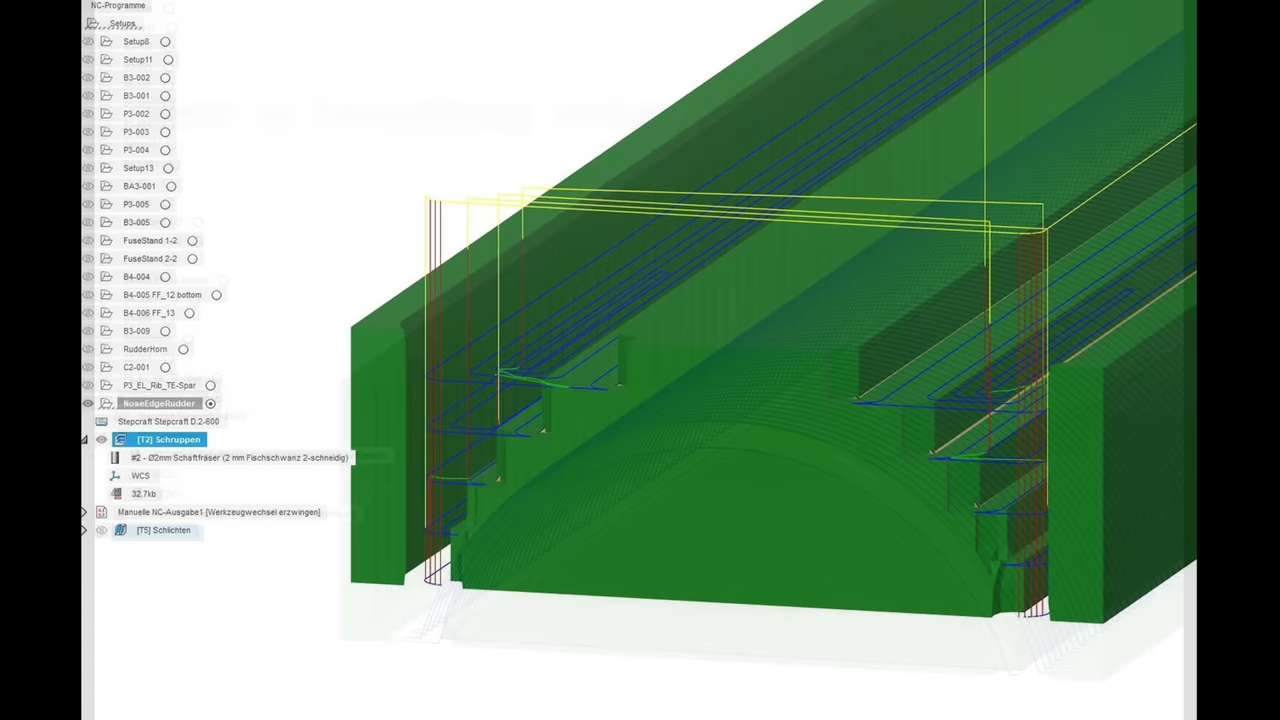 NC-Programme
Setups
Setup8
Setup11
B3-002
B3-001
P3-002
P3-003
P3-004
Setup13
BA3-001
P3-005
B3-005
FuseStand 1-2
FuseStand 2-2
B4-004
B4-005 FF_12 bottom
B4-006 FF_13
B3-009
RudderHorn
C2-001
P3_EL_Rib_TE-Spar
NoseEdgeRudder
Stepcraft Stepcraft D.2-600
[T2] Schruppen
#2 - Ø2mm Schaftfräser (2 mm Fischschwanz 2-schneidig)
WCS
32.7kb
Manuelle NC-Ausgabe1 [Werkzeugwechsel erzwingen]
[T5] Schlichten